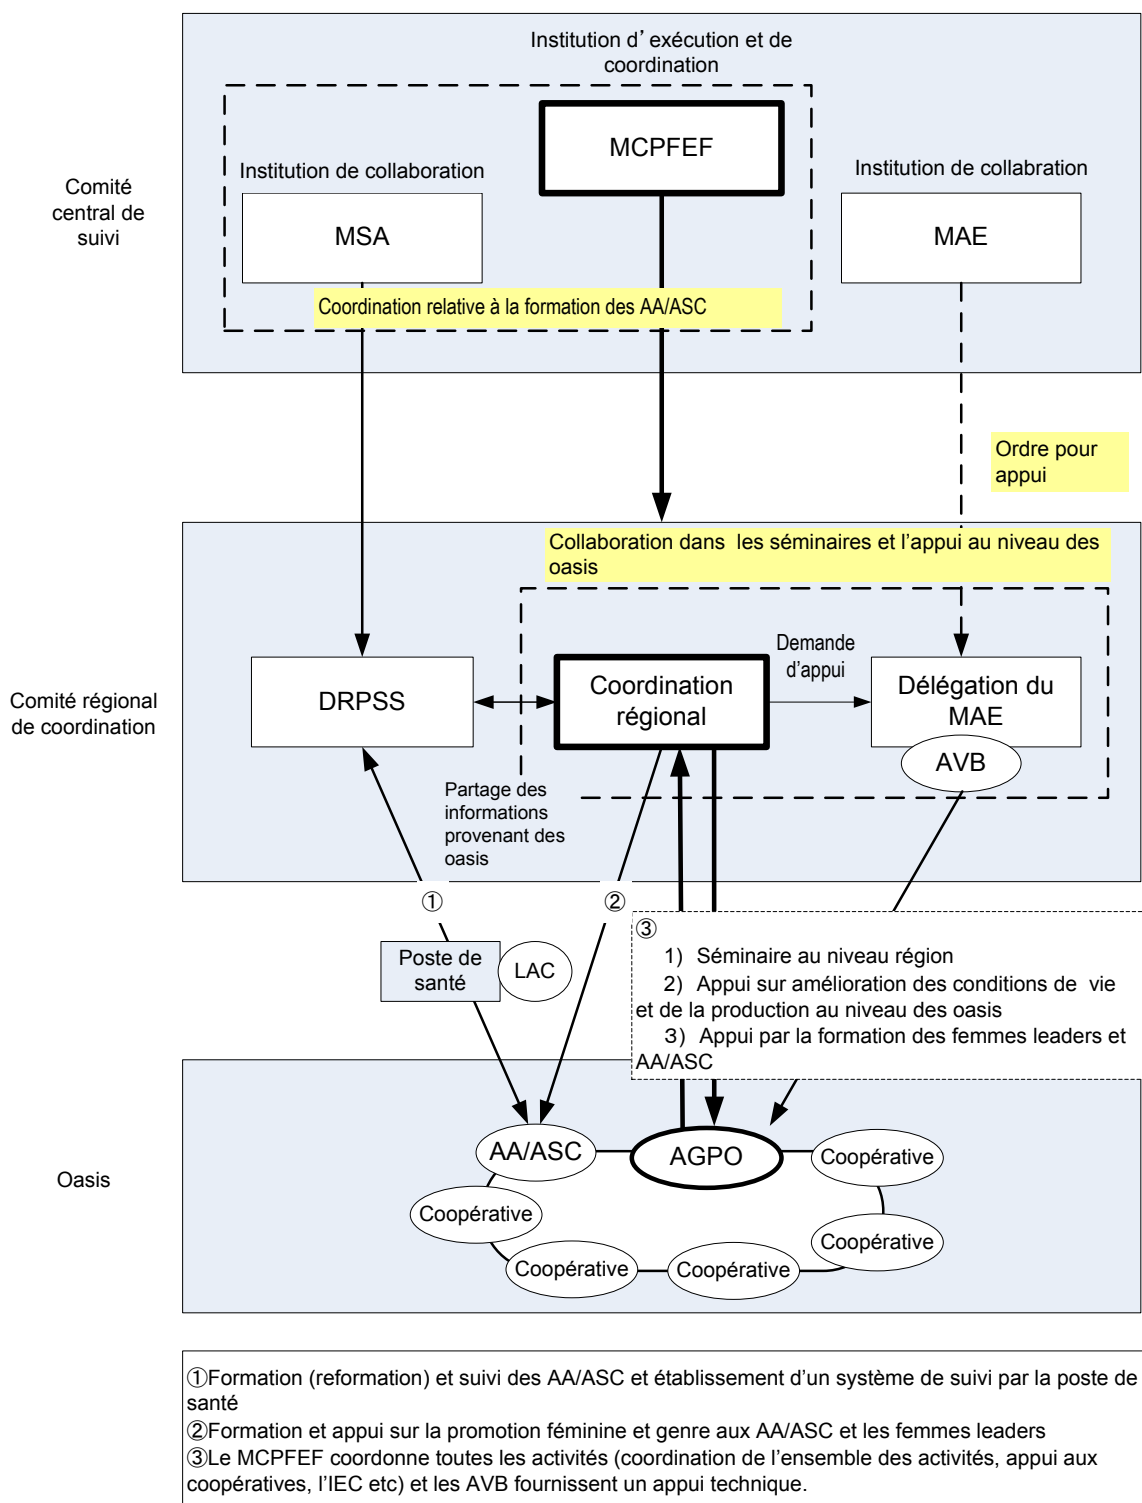 Institution d'exécution et de
coordination
MCPFEF
Institution de collaboration
Institution de collabration
Comité
central de
suivi
MSA
MAE
Coordination relative à la formation des AA/ASC
Ordre pour
appui
Collaboration dans les séminaires et l'appui au niveau des
oasis
Demande
d'appui
Comité régional
de coordination
DRPSS
Coordination
régional
Délégation du
MAE
AVB
Partage des
informations
provenant des
oasis
①
②
③
1) Séminaire au niveau région
2) Appui sur amélioration des conditions de vie
et de la production au niveau des oasis
3) Appui par la formation des femmes leaders et
AA/ASC
Poste de
santé
LAC
Oasis
AA/ASC
AGPO
Coopérative
Coopérative
Coopérative
Coopérative
Coopérative
①Formation (reformation) et suivi des AA/ASC et établissement d'un système de suivi par la poste de
santé
②Formation et appui sur la promotion féminine et genre aux AA/ASC et les femmes leaders
③Le MCPFEF coordonne toutes les activités (coordination de l'ensemble des activités, appui aux
coopératives, l'IEC etc) et les AVB fournissent un appui technique.